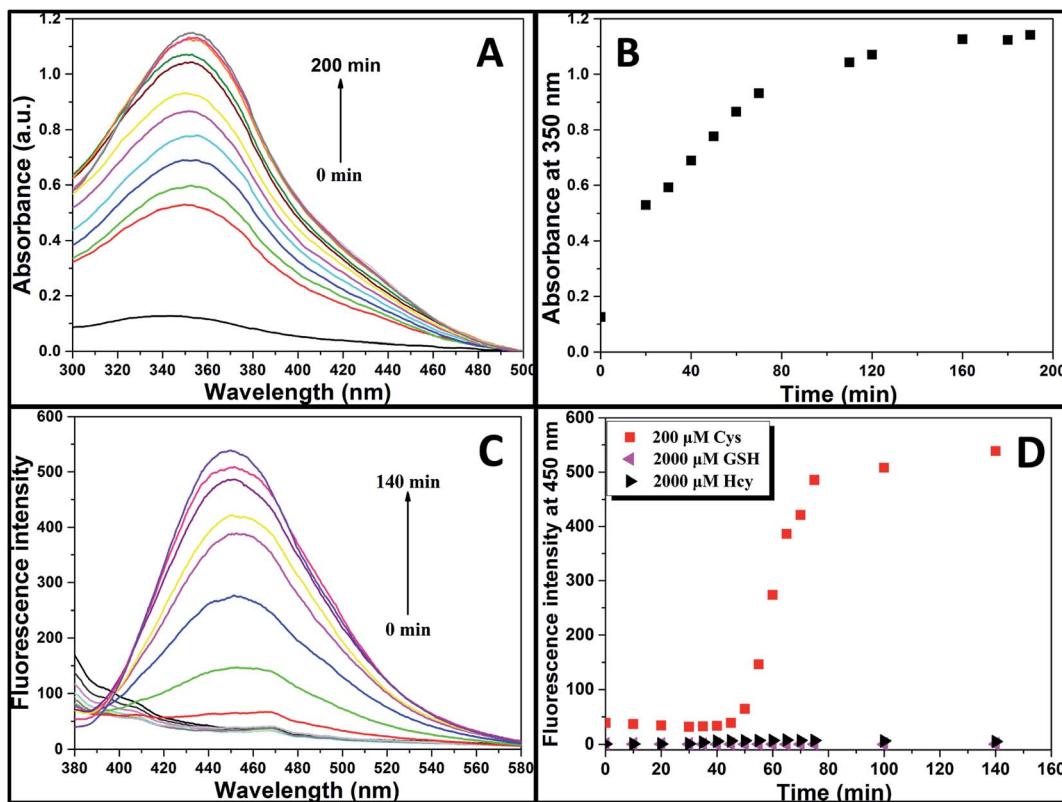 A
200 min
0 min
1.2
1.0
0.8
0.6
0.4
0.2
0.0
Absorbance (a.u.)
300 320 340 360 380 400 420 440 460 480 500
Wavelength (nm)
B
1.2
1.0
0.8
0.6
0.4
0.2
0.0
Absorbance at 350 nm
0 40 80 120 160 200
Time (min)
C
140 min
0 min
600
500
400
300
200
100
0
Fluorescence intensity
380 400 420 440 460 480 500 520 540 560 580
Wavelength (nm)
D
200 µM Cys
2000 µM GSH
2000 µM Hcy
600
550
500
450
400
50
0
Fluorescence intensity at 450 nm
0 20 40 60 80 100 120 140 160
Time (min)